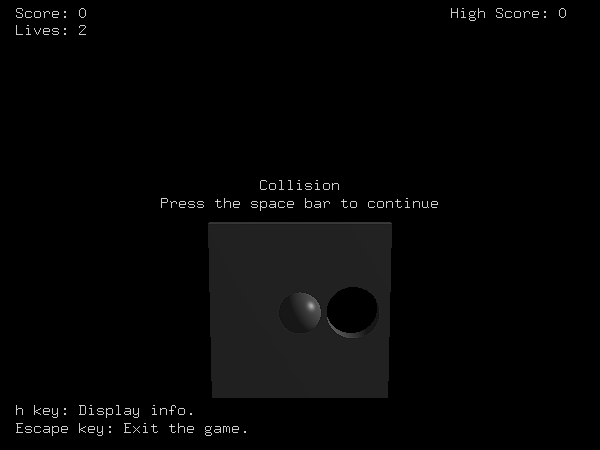 Score: 0
High Score: 0
Lives: 2
Collision
Press the space bar to continue
h key: Display info.
Escape key: Exit the game.